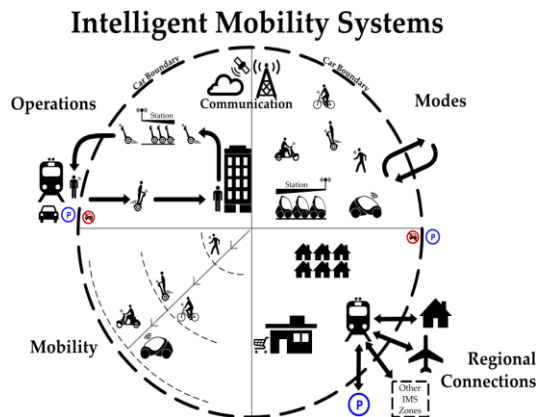 Intelligent Mobility Systems
Car Boundary
Car Boundary
Operations
Communication
Modes
Station
Station
P
P
Mobility
Regional
Connections
P
Other
IMS
Zones